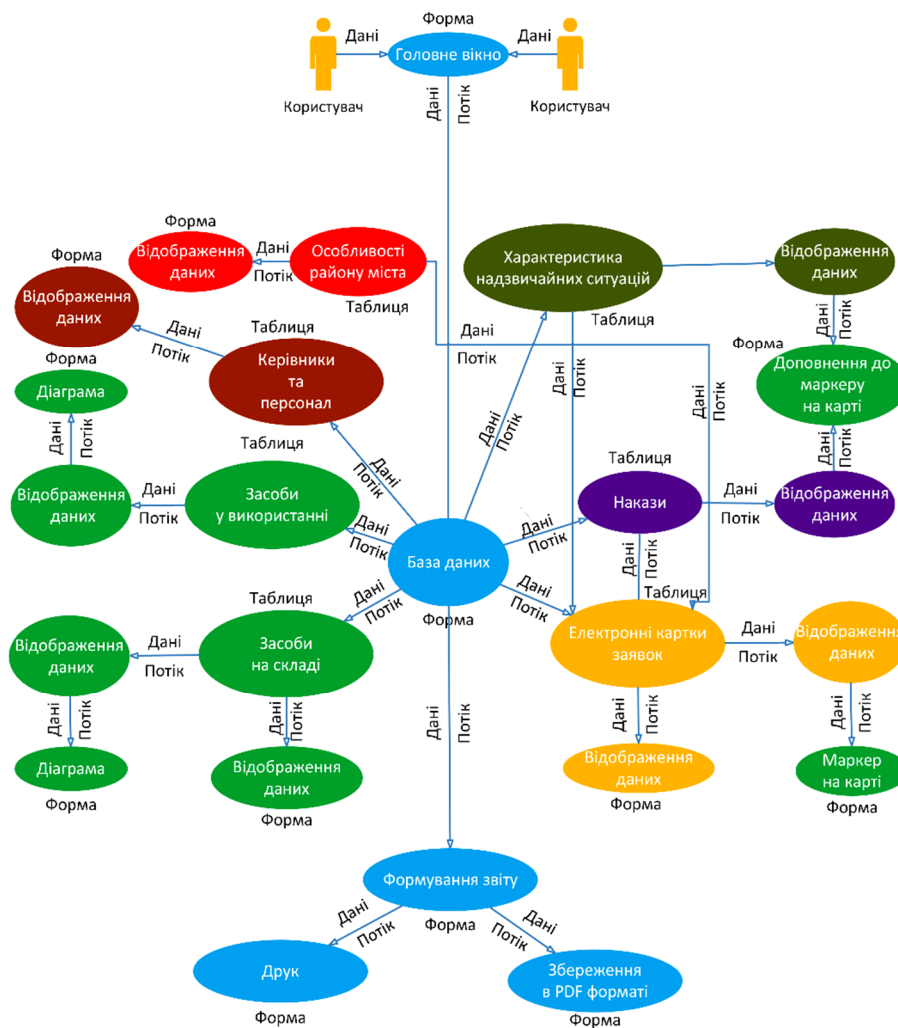 Форма
Дані
Дані
Головне вікно
Користувач
Користувач
Дані
Потік
Форма
Відображення
даних
Дані
Потік
Особливості
району міста
Таблиця
Характеристика
надзвичайних ситуацій
Таблиця
Відображення
даних
Форма
Відображення
даних
Дані
Потік
Таблиця
Керівники
та
персонал
Дані
Потік
Дані
Потік
Форма
Доповнення до
маркеру
на карті
Форма
Діаграма
Дані
Потік
Дані
Потік
Дані
Потік
Дані
Потік
Дані
Потік
Таблиця
Відображення
даних
Дані
Потік
Засоби
у використанні
Дані
Потік
Дані
Потік
База даних
Форма
Дані
Потік
Таблиця
Накази
Дані
Потік
Відображення
даних
Дані
Потік
Таблиця
Дані
Потік
Дані
Потік
Електронні картки
заявок
Дані
Потік
Відображення
даних
Таблиця
Засоби
на складі
Дані
Потік
Відображення
даних
Дані
Потік
Діаграма
Форма
Дані
Потік
Відображення
даних
Форма
Дані
Потік
Дані
Потік
Відображення
даних
Форма
Дані
Потік
Маркер
на карті
Форма
Формування звіту
Форма
Дані
Потік
Дані
Потік
Друк
Форма
Збереження
в PDF форматі
Форма